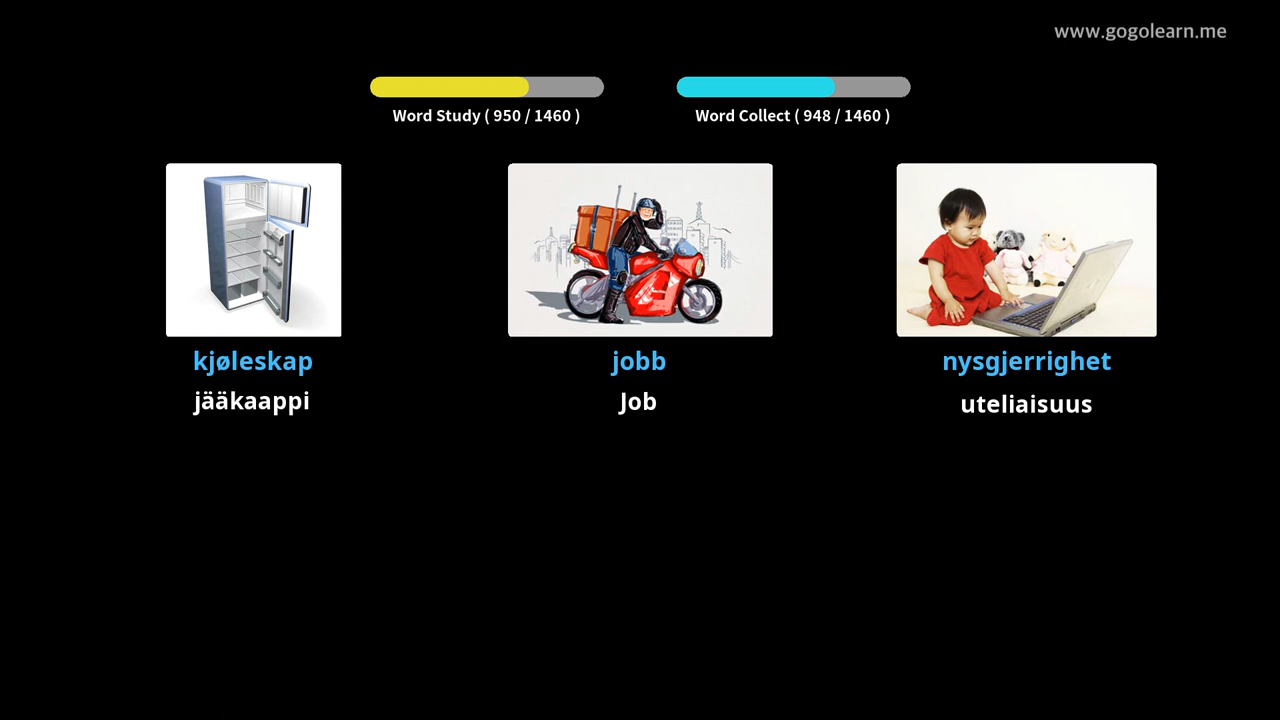 www.gogolearn.me
Word Study ( 950 / 1460 )
Word Collect ( 948 / 1460 )
kjøleskap
jobb
nysgjerrighet
jääkaappi
Job
uteliaisuus